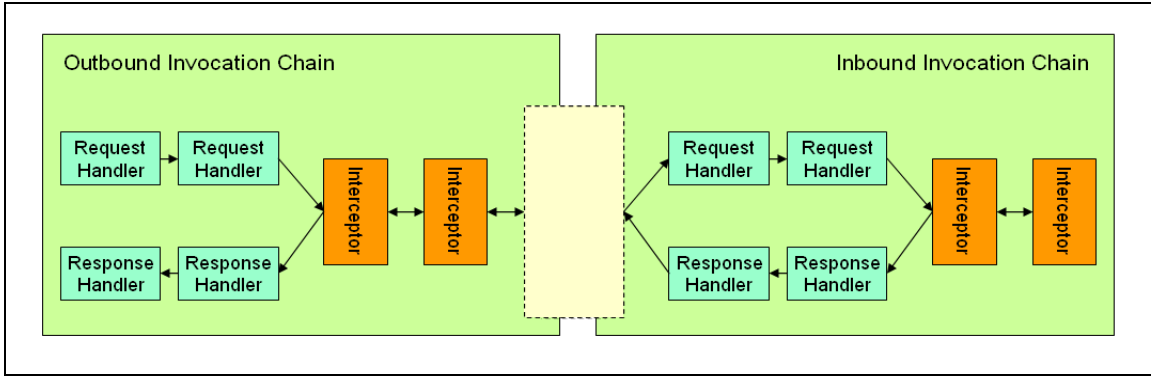 Outbound Invocation Chain
Request
Handler
Request
Handler
Interceptor
Interceptor
Response
Handler
Response
Handler
Inbound Invocation Chain
Request
Handler
Request
Handler
Interceptor
Interceptor
Response
Handler
Response
Handler